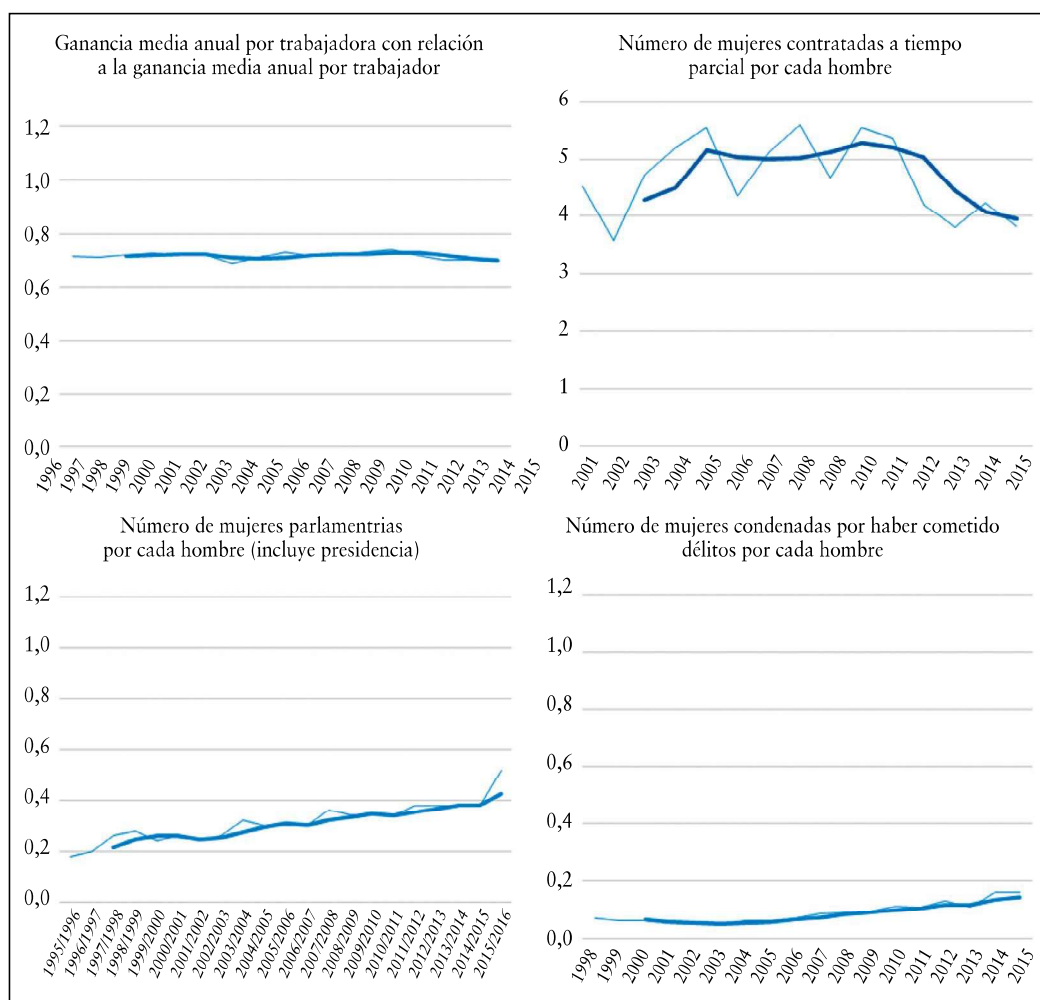 Ganancia media anual por trabajadora con relación
a la ganancia media anual por trabajador
1,2
1,0
0,8
0,6
0,4
0,2
0,0
1996 1997 1998 1999 2000 2001 2002 2003 2004 2005 2006 2007 2008 2009 2010 2011 2012 2013 2014 2015
Número de mujeres contratadas a tiempo
parcial por cada hombre
6
5
4
3
2
1
0
2001 2002 2003 2004 2005 2006 2007 2008 2008 2010 2011 2012 2013 2014 2015
Número de mujeres parlamentrias
por cada hombre (incluye presidencia)
1,2
1,0
0,8
0,6
0,4
0,2
0,0
1995/1996 1996/1997 1997/1998 1998/1999 1999/2000 2000/2001 2001/2002 2002/2003 2003/2004 2004/2005 2005/2006 2006/2007 2007/2008 2008/2009 2009/2010 2010/2011 2011/2012 2012/2013 2013/2014 2014/2015 2015/2016
Número de mujeres condenadas por haber cometido
délitos por cada hombre
1,2
1,0
0,8
0,6
0,4
0,2
0,0
1998 1999 2000 2001 2002 2003 2004 2005 2006 2007 2008 2009 2010 2011 2012 2013 2014 2015